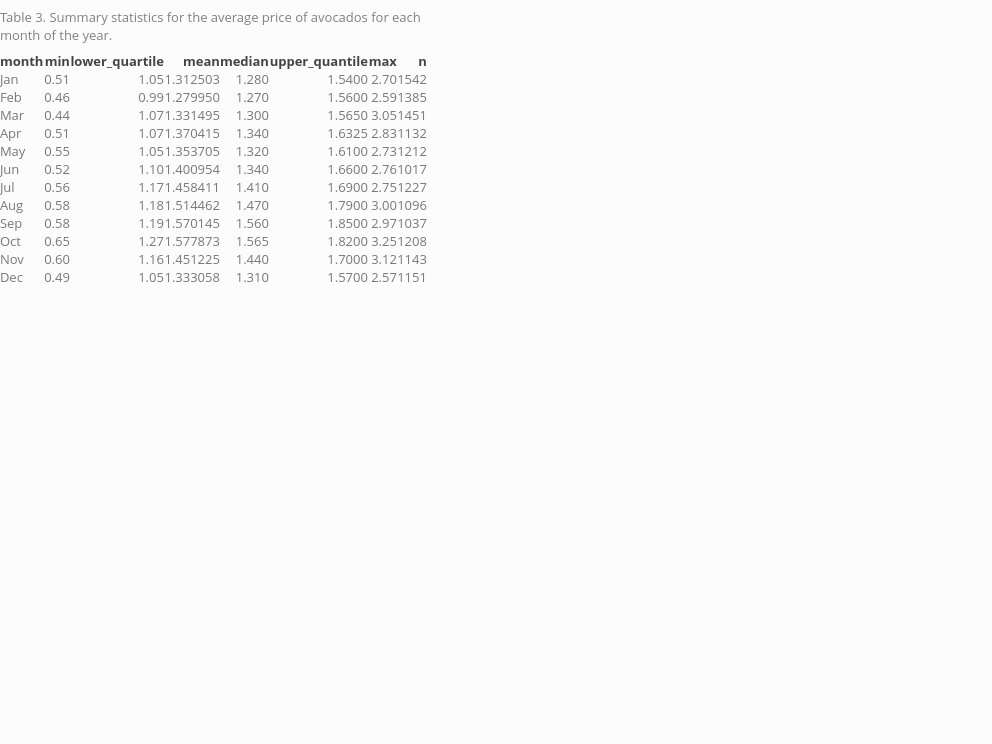 Table 3. Summary statistics for the average price of avocados for each
month of the year.
month min lower_quartile mean median upper_quantile max n
Jan 0.51 1.05 1.312503 1.280 1.5400 2.70 1542
Feb 0.46 0.99 1.279950 1.270 1.5600 2.59 1385
Mar 0.44 1.07 1.331495 1.300 1.5650 3.05 1451
Apr 0.51 1.07 1.370415 1.340 1.6325 2.83 1132
May 0.55 1.05 1.353705 1.320 1.6100 2.73 1212
Jun 0.52 1.10 1.400954 1.340 1.6600 2.76 1017
Jul 0.56 1.17 1.458411 1.410 1.6900 2.75 1227
Aug 0.58 1.18 1.514462 1.470 1.7900 3.00 1096
Sep 0.58 1.19 1.570145 1.560 1.8500 2.97 1037
Oct 0.65 1.27 1.577873 1.565 1.8200 3.25 1208
Nov 0.60 1.16 1.451225 1.440 1.7000 3.12 1143
Dec 0.49 1.05 1.333058 1.310 1.5700 2.57 1151